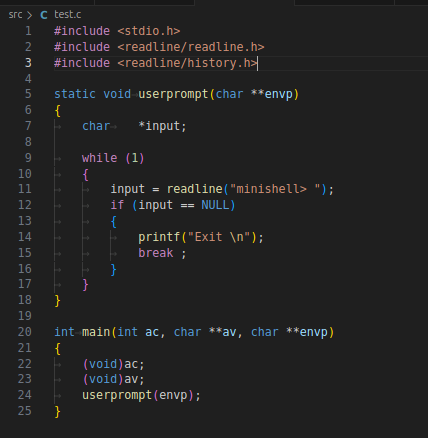 src > C test.c
1 #include <stdio.h>
2 #include <readline/readline.h>
3 #include <readline/history.h>
4
5 static void userprompt(char **envp)
6 {
7     char    *input;
8
9     while (1)
10     {
11         input = readline("minishell> ");
12         if (input == NULL)
13         {
14             printf("Exit \n");
15             break ;
16         }
17     }
18 }
19
20 int main(int ac, char **av, char **envp)
21 {
22     (void)ac;
23     (void)av;
24     userprompt(envp);
25 }